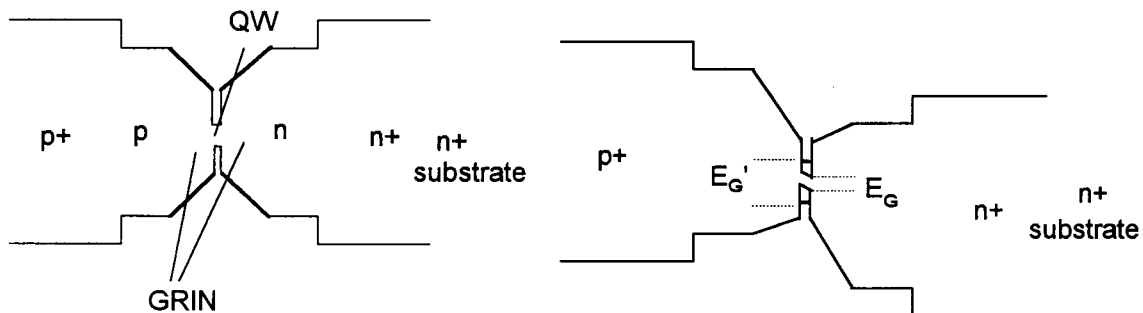 QW
p+ p n n+ n+
substrate
GRIN
p+ E_G' E_G n+ n+
substrate